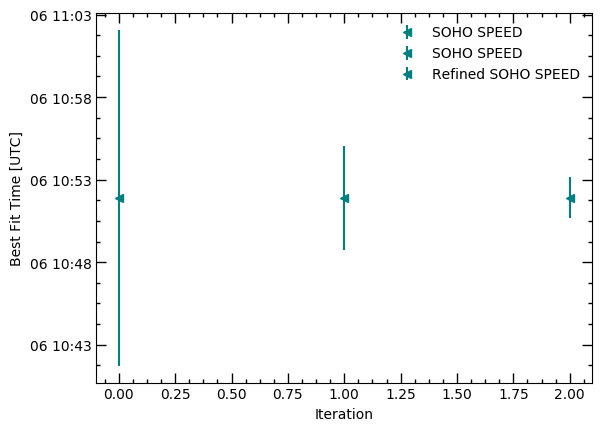 06 11:03
06 10:58
06 10:53
06 10:48
06 10:43
Best Fit Time [UTC]
SOHO SPEED
SOHO SPEED
Refined SOHO SPEED
0.00 0.25 0.50 0.75 1.00 1.25 1.50 1.75 2.00
Iteration